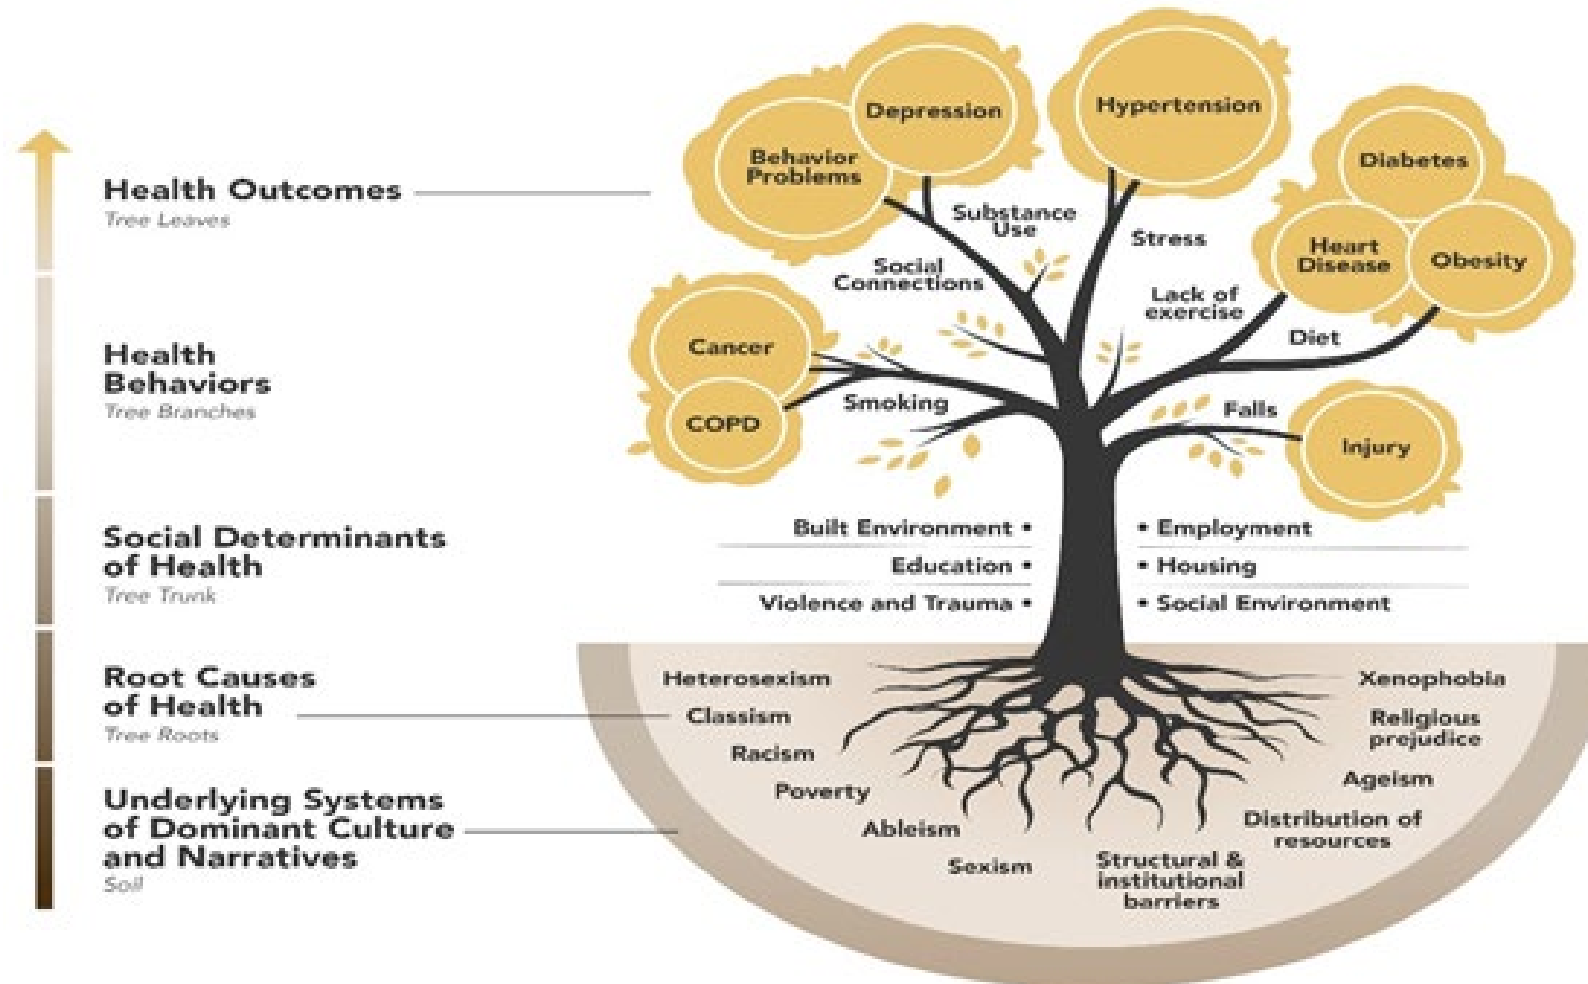 Health Outcomes
Tree Leaves
Health
Behaviors
Tree Branches
Social Determinants
of Health
Tree Trunk
Root Causes
of Health
Tree Roots
Underlying Systems
of Dominant Culture
and Narratives
Soil
Depression
Behavior
Problems
Hypertension
Diabetes
Heart
Disease
Obesity
Substance
Use
Stress
Social
Connections
Lack of
exercise
Diet
Cancer
COPD
Smoking
Falls
Injury
Built Environment •
Education •
Violence and Trauma •
• Employment
• Housing
• Social Environment
Heterosexism
Classism
Racism
Poverty
Ableism
Sexism
Structural &
institutional
barriers
Distribution of
resources
Ageism
Religious
prejudice
Xenophobia